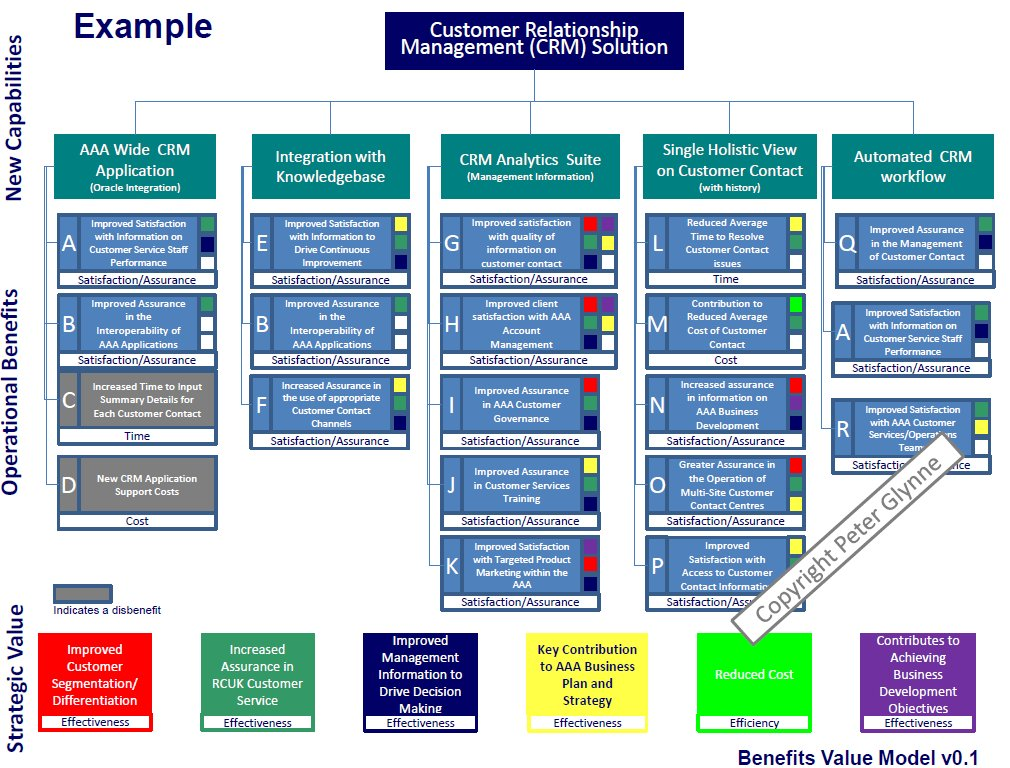 Example
Customer Relationship
Management (CRM) Solution
New Capabilities
AAA Wide CRM
Application
(Oracle Integration)
Integration with
Knowledgebase
CRM Analytics Suite
(Management Information)
Single Holistic View
on Customer Contact
(with history)
Automated CRM
workflow
Operational Benefits
A
Improved Satisfaction
with Information on
Customer Service Staff
Performance
Satisfaction/Assurance
B
Improved Assurance
in the
Interoperability of
AAA Applications
Satisfaction/Assurance
C
Increased Time to Input
Summary Details for
Each Customer Contact
Time
D
New CRM Application
Support Costs
Cost
E
Improved Satisfaction
with Information to
Drive Continuous
Improvement
Satisfaction/Assurance
B
Improved Assurance
in the
Interoperability of
AAA Applications
Satisfaction/Assurance
F
Increased Assurance in
the use of appropriate
Customer Contact
Channels
Satisfaction/Assurance
G
Improved satisfaction
with quality of
information on
customer contact
Satisfaction/Assurance
H
Improved client
satisfaction with AAA
Account
Management
Satisfaction/Assurance
I
Improved Assurance
in AAA Customer
Governance
Satisfaction/Assurance
J
Improved Assurance
in Customer Services
Training
Satisfaction/Assurance
K
Improved Satisfaction
with Targeted Product
Marketing within the
AAA
Satisfaction/Assurance
L
Reduced Average
Time to Resolve
Customer Contact
issues
Time
M
Contribution to
Reduced Average
Cost of Customer
Contact
Cost
N
Increased assurance
in information on
AAA Business
Development
Satisfaction/Assurance
O
Greater Assurance in
the Operation of
Multi-Site Customer
Contact Centres
Satisfaction/Assurance
P
Improved
Satisfaction with
Access to Customer
Contact Information
Satisfaction/Assurance
Q
Improved Assurance
in the Management
of Customer Contact
Satisfaction/Assurance
A
Improved Satisfaction
with Information on
Customer Service Staff
Performance
Satisfaction/Assurance
R
Improved Satisfaction
with AAA Customer
Services/Operations
Team
Satisfaction/Assurance
Copyright Peter Glynne
Indicates a disbenefit
Strategic Value
Improved
Customer
Segmentation/
Differentiation
Effectiveness
Increased
Assurance in
RCUK Customer
Service
Effectiveness
Improved
Management
Information to
Drive Decision
Making
Effectiveness
Key Contribution
to AAA Business
Plan and
Strategy
Effectiveness
Reduced Cost
Efficiency
Contributes to
Achieving
Business
Development
Objectives
Effectiveness
Benefits Value Model v0.1